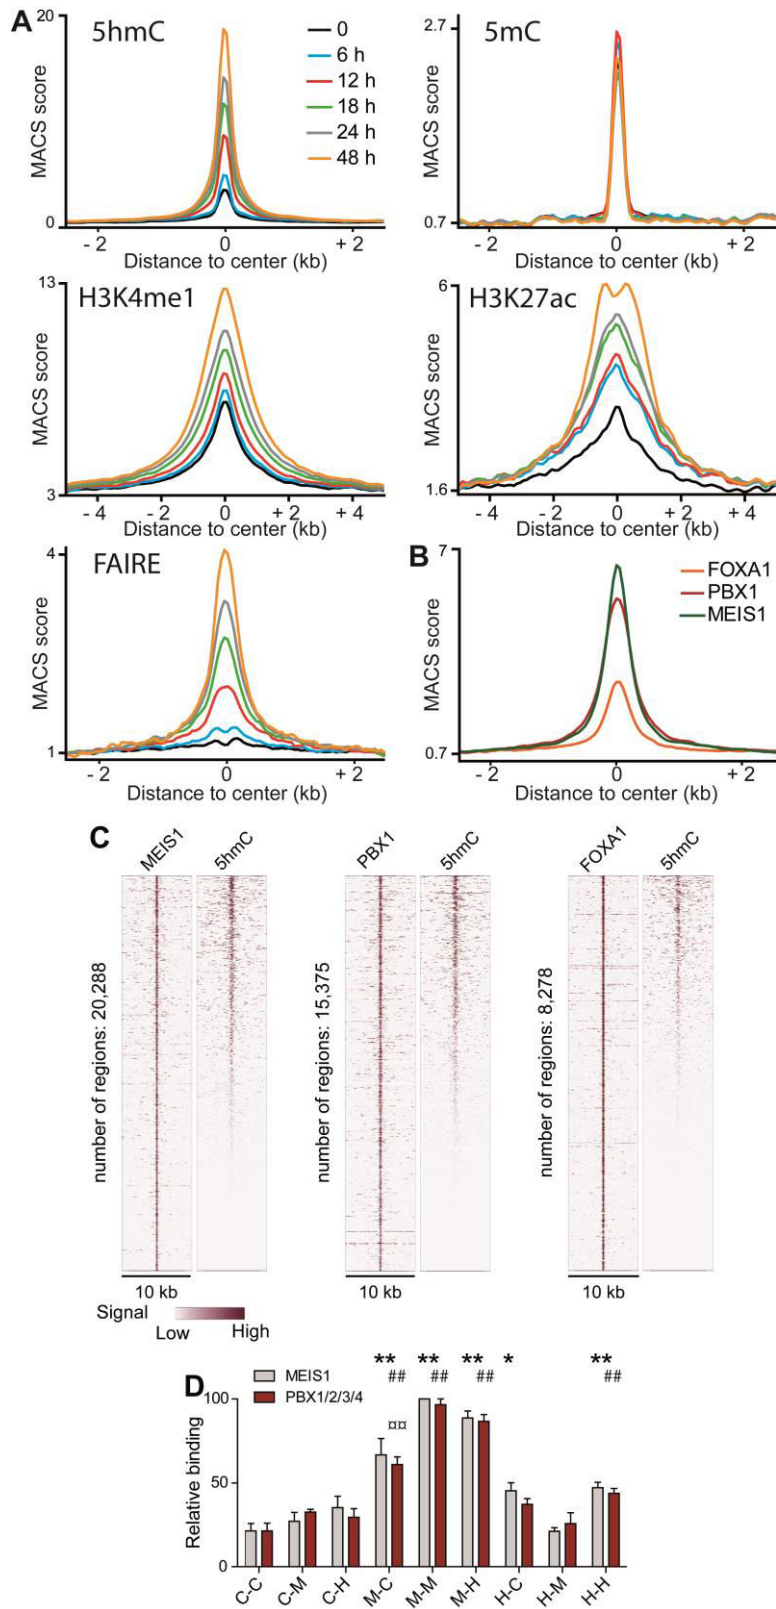 A
5hmC
20
0
MACS score
- 2
0
+ 2
Distance to center (kb)
0
6 h
12 h
18 h
24 h
48 h
5mC
2.7
0.7
MACS score
- 2
0
+ 2
Distance to center (kb)
H3K4me1
13
3
MACS score
- 4
- 2
0
+ 2
+ 4
Distance to center (kb)
H3K27ac
6
1.6
MACS score
- 4
- 2
0
+ 2
+ 4
Distance to center (kb)
FAIRE
4
1
MACS score
- 2
0
+ 2
Distance to center (kb)
B
7
0.7
MACS score
FOXA1
PBX1
MEIS1
- 2
0
+ 2
Distance to center (kb)
C
MEIS1
5hmC
number of regions: 20,288
10 kb
PBX1
5hmC
number of regions: 15,375
10 kb
FOXA1
5hmC
number of regions: 8,278
10 kb
Signal
Low
High
D
MEIS1
PBX1/2/3/4
** ** ** * **
## ## ## ##
¤¤
100
50
0
Relative binding
C-C
C-M
C-H
M-C
M-M
M-H
H-C
H-M
H-H